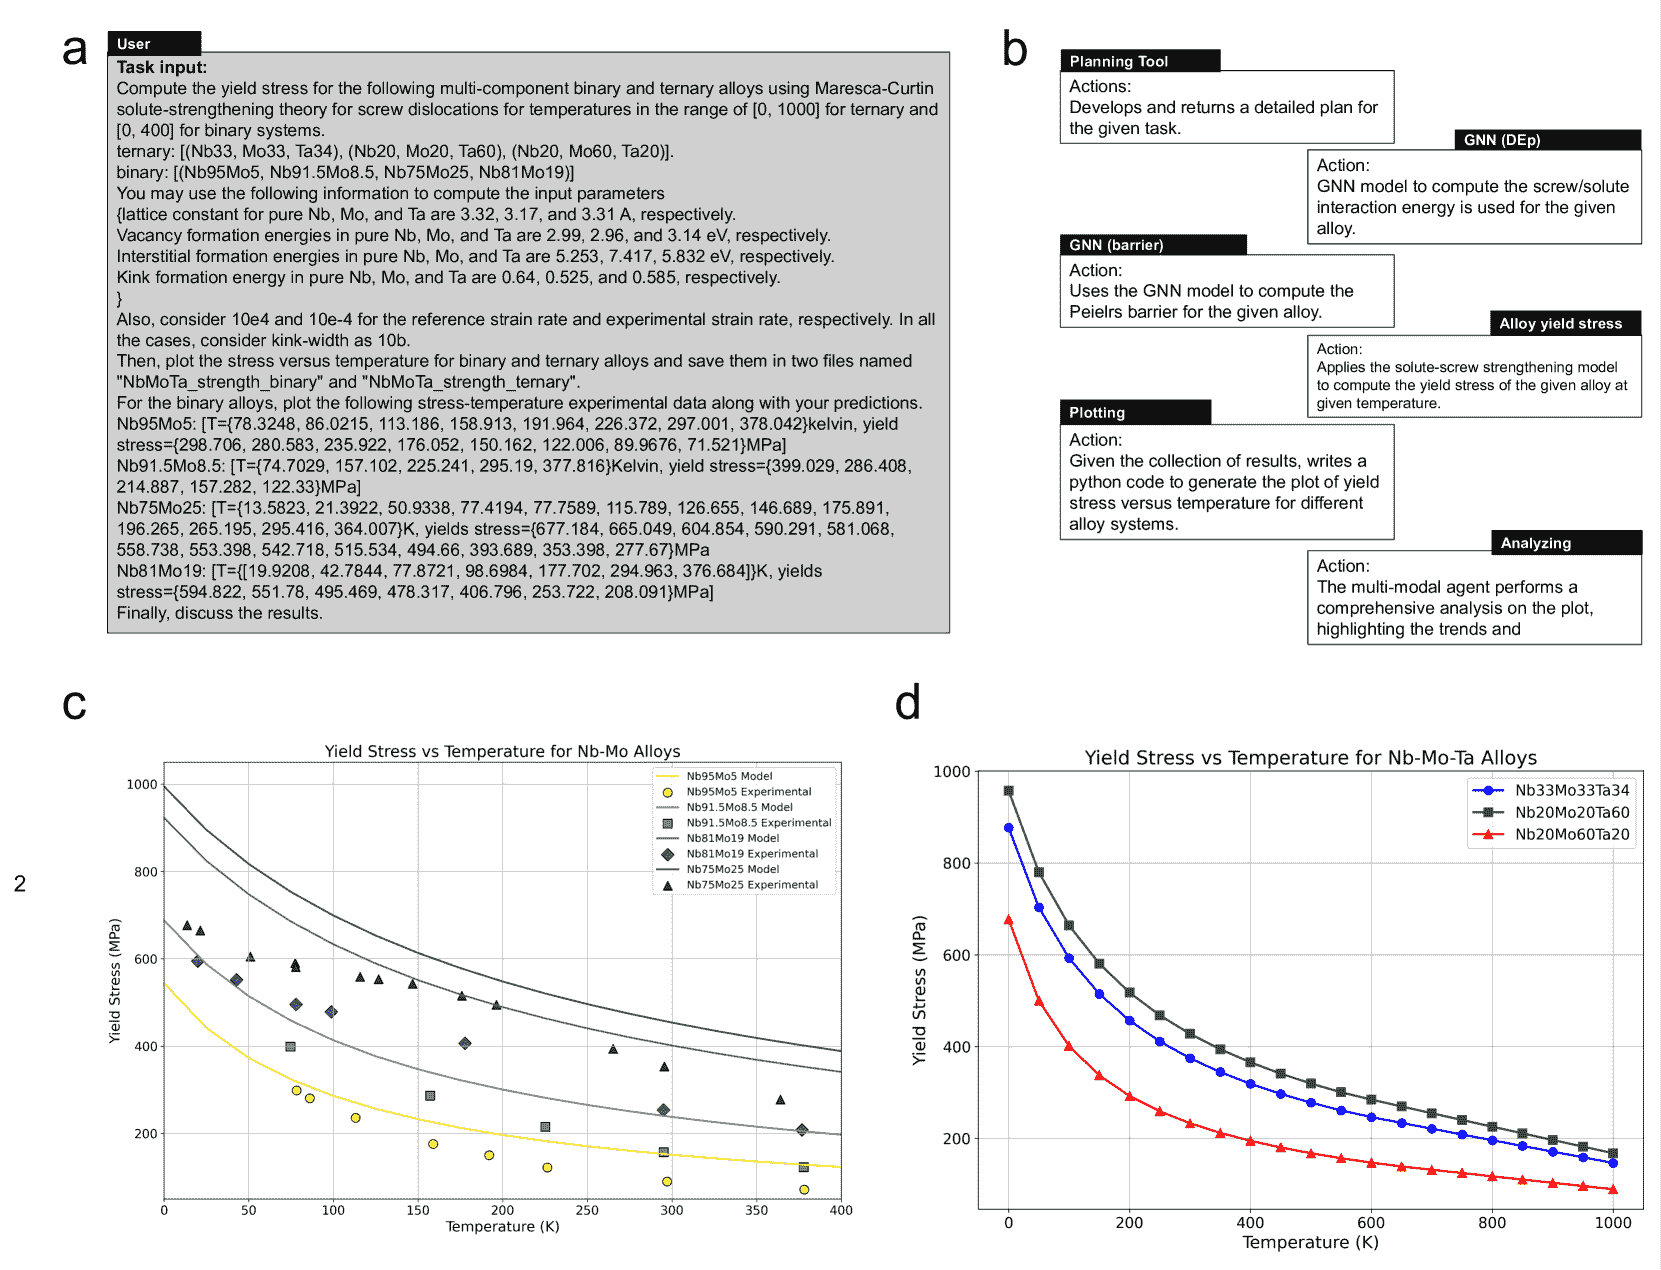 a
User
Task input:
Compute the yield stress for the following multi-component binary and ternary alloys using Maresca-Curtin
solute-strengthening theory for screw dislocations for temperatures in the range of [0, 1000] for ternary and
[0, 400] for binary systems.
ternary: [(Nb33, Mo33, Ta34), (Nb20, Mo20, Ta60), (Nb20, Mo60, Ta20)].
binary: [(Nb95Mo5, Nb91.5Mo8.5, Nb75Mo25, Nb81Mo19)]
You may use the following information to compute the input parameters
{lattice constant for pure Nb, Mo, and Ta are 3.32, 3.17, and 3.31 A, respectively.
Vacancy formation energies in pure Nb, Mo, and Ta are 2.99, 2.96, and 3.14 eV, respectively.
Interstitial formation energies in pure Nb, Mo, and Ta are 5.253, 7.417, 5.832 eV, respectively.
Kink formation energy in pure Nb, Mo, and Ta are 0.64, 0.525, and 0.585, respectively.
}
Also, consider 10e4 and 10e-4 for the reference strain rate and experimental strain rate, respectively. In all
the cases, consider kink-width as 10b.
Then, plot the stress versus temperature for binary and ternary alloys and save them in two files named
"NbMoTa_strength_binary" and "NbMoTa_strength_ternary".
For the binary alloys, plot the following stress-temperature experimental data along with your predictions.
Nb95Mo5: [T={78.3248, 86.0215, 113.186, 158.913, 191.964, 226.372, 297.001, 378.042}kelvin, yield
stress={298.706, 280.583, 235.922, 176.052, 150.162, 122.006, 89.9676, 71.521}MPa]
Nb91.5Mo8.5: [T={74.7029, 157.102, 225.241, 295.19, 377.816}Kelvin, yield stress={399.029, 286.408,
214.887, 157.282, 122.33}MPa]
Nb75Mo25: [T={13.5823, 21.3922, 50.9338, 77.4194, 77.7589, 115.789, 126.655, 146.689, 175.891,
196.265, 265.195, 295.416, 364.007}K, yields stress={677.184, 665.049, 604.854, 590.291, 581.068,
558.738, 553.398, 542.718, 515.534, 494.66, 393.689, 353.398, 277.67}MPa
Nb81Mo19: [T={[19.9208, 42.7844, 77.8721, 98.6984, 177.702, 294.963, 376.684]}K, yields
stress={594.822, 551.78, 495.469, 478.317, 406.796, 253.722, 208.091}MPa]
Finally, discuss the results.
b
Planning Tool
Actions:
Develops and returns a detailed plan for
the given task.
GNN (DEp)
Action:
GNN model to compute the screw/solute
interaction energy is used for the given
alloy.
GNN (barrier)
Action:
Uses the GNN model to compute the
Peielrs barrier for the given alloy.
Alloy yield stress
Action:
Applies the solute-screw strengthening model
to compute the yield stress of the given alloy at
given temperature.
Plotting
Action:
Given the collection of results, writes a
python code to generate the plot of yield
stress versus temperature for different
alloy systems.
Analyzing
Action:
The multi-modal agent performs a
comprehensive analysis on the plot,
highlighting the trends and
2
c
Yield Stress vs Temperature for Nb-Mo Alloys
Yield Stress (MPa)
1000
800
600
400
200
Nb95Mo5 Model
Nb95Mo5 Experimental
Nb91.5Mo8.5 Model
Nb91.5Mo8.5 Experimental
Nb81Mo19 Model
Nb81Mo19 Experimental
Nb75Mo25 Model
Nb75Mo25 Experimental
0 50 100 150 200 250 300 350 400
Temperature (K)
d
Yield Stress vs Temperature for Nb-Mo-Ta Alloys
Yield Stress (MPa)
1000
800
600
400
200
Nb33Mo33Ta34
Nb20Mo20Ta60
Nb20Mo60Ta20
0 200 400 600 800 1000
Temperature (K)